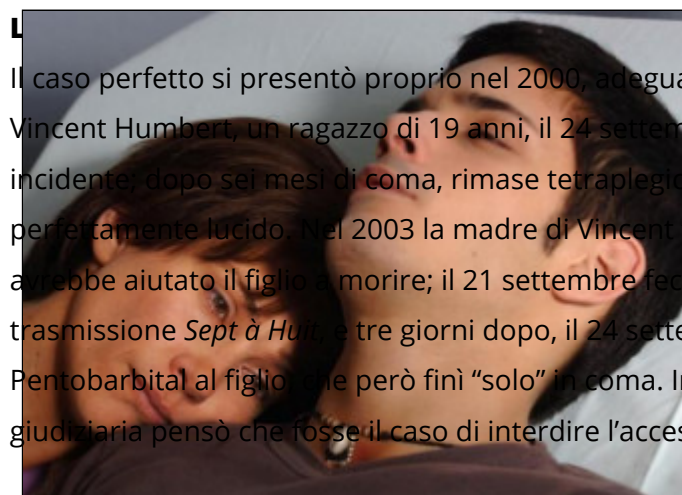 L
Il caso perfetto si presentò proprio nel 2000, adegua
Vincent Humbert, un ragazzo di 19 anni, il 24 settem
incidente; dopo sei mesi di coma, rimase tetraplegic
perfettamente lucido. Nel 2003 la madre di Vincent
avrebbe aiutato il figlio a morire; il 21 settembre fec
trasmissione Sept à Huit, e tre giorni dopo, il 24 sette
Pentobarbital al figlio, che però finì “solo” in coma. I
giudiziaria pensò che fosse il caso di interdire l’acces